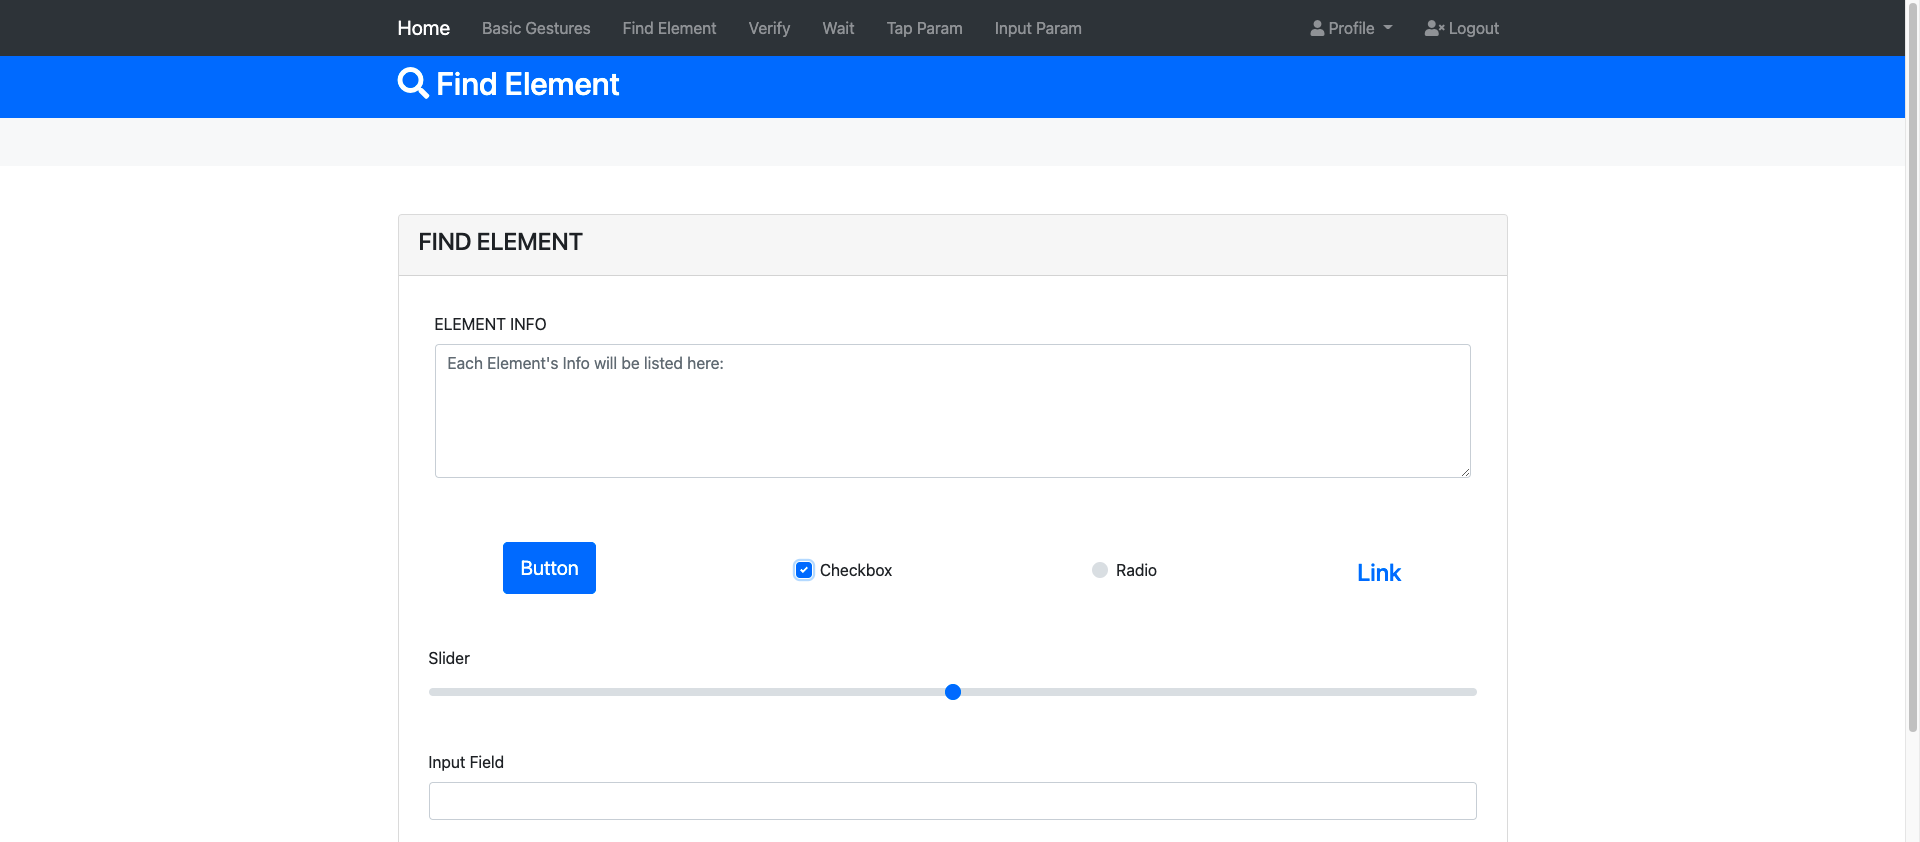 Home Basic Gestures Find Element Verify Wait Tap Param Input Param Profile Logout
Find Element
FIND ELEMENT
ELEMENT INFO
Each Element's Info will be listed here:
Button Checkbox Radio Link
Slider
Input Field